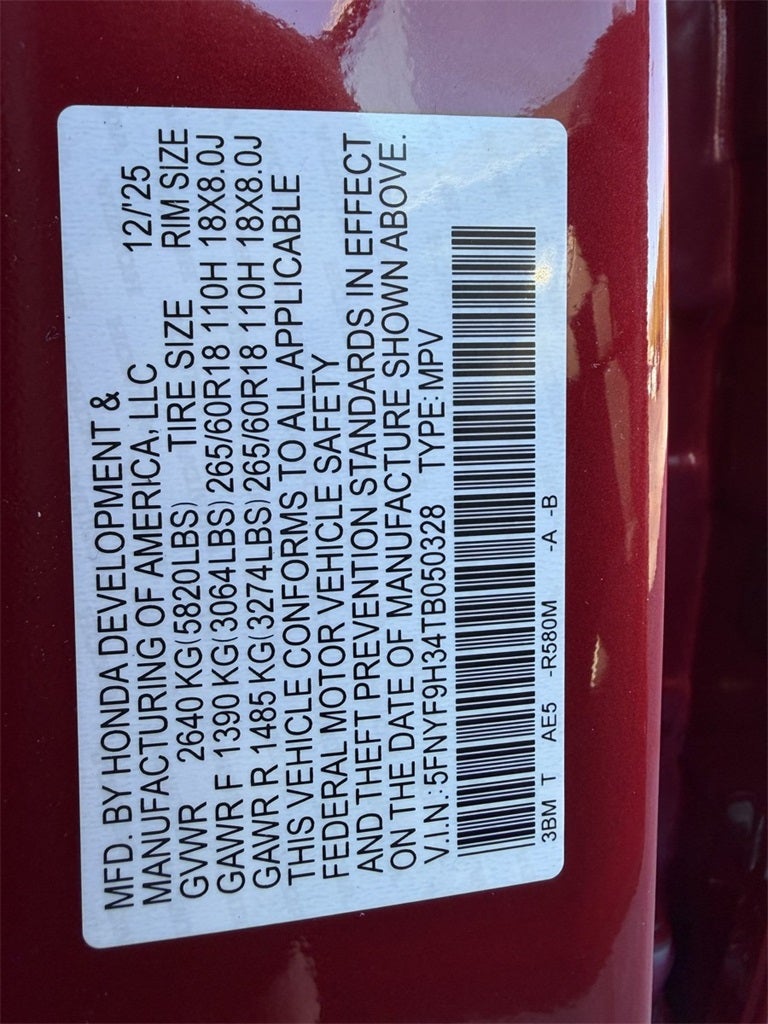 MFD. BY HONDA DEVELOPMENT &
MANUFACTURING OF AMERICA, LLC 12/'25
GVWR 2640 KG(5820LBS) TIRE SIZE RIM SIZE
GAWR F 1390 KG(3064LBS) 265/60R18 110H 18X8.0J
GAWR R 1485 KG(3274LBS) 265/60R18 110H 18X8.0J
THIS VEHICLE CONFORMS TO ALL APPLICABLE
FEDERAL MOTOR VEHICLE SAFETY
AND THEFT PREVENTION STANDARDS IN EFFECT
ON THE DATE OF MANUFACTURE SHOWN ABOVE.
V.I.N.:5FNYF9H34TB050328 TYPE:MPV
3BM T AE5 -R580M -A -B